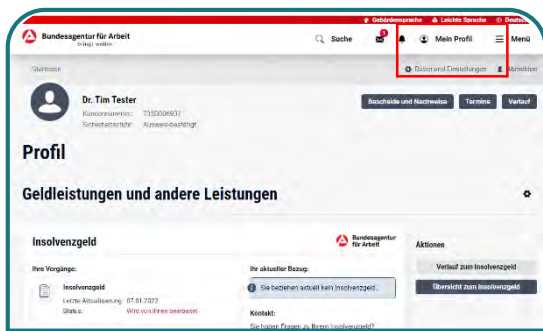 Gebärdensprache Leichte Sprache Deutsch
Bundesagentur für Arbeit
bringt weiter.
Suche Mein Profil Menü
Startseite Daten und Einstellungen Abmelden
Dr. Tim Tester
Kundennummer:
Sicherheitsstufe: Ausweis-bestätigt
Bescheide und Nachweise Termine Verlauf
Profil
Geldleistungen und andere Leistungen
Insolvenzgeld
Bundesagentur
für Arbeit
Aktionen
Ihre Vorgänge:
Insolvenzgeld
Letzte Aktualisierung: 07.01.2022
Status: Wird von Ihnen bearbeitet
Ihr aktueller Bezug:
Sie beziehen aktuell kein Insolvenzgeld.
Kontakt:
Sie haben Fragen zu Ihrem Insolvenzgeld?
Verlauf zum Insolvenzgeld
Übersicht zum Insolvenzgeld